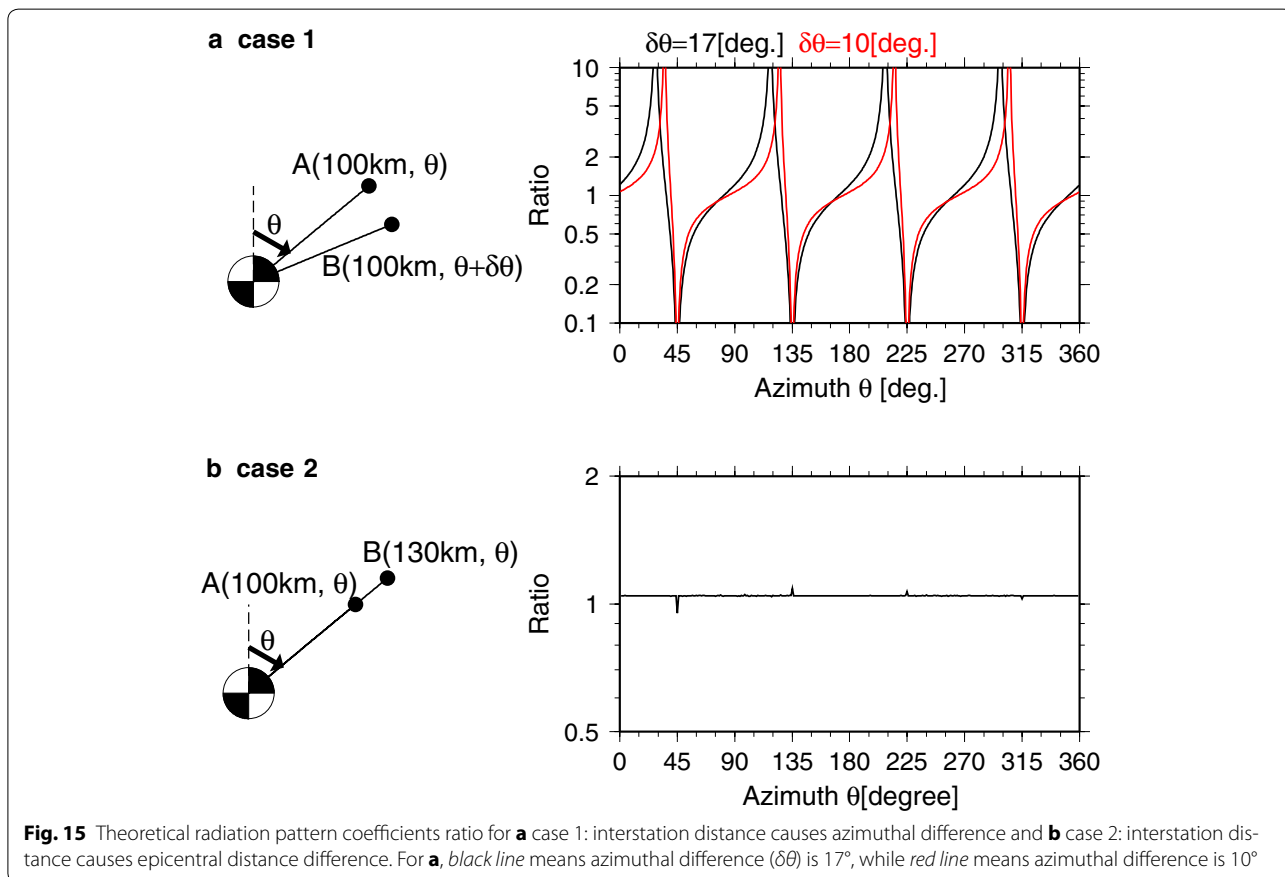 a case 1
δθ=17[deg.] δθ=10[deg.]
A(100km, θ)
θ
B(100km, θ+δθ)
Ratio
10
5
2
1
0.5
0.2
0.1
0 45 90 135 180 225 270 315 360
Azimuth θ [deg.]
b case 2
B(130km, θ)
A(100km, θ)
θ
Ratio
2
1
0.5
0 45 90 135 180 225 270 315 360
Azimuth θ[degree]
Fig. 15 Theoretical radiation pattern coefficients ratio for a case 1: interstation distance causes azimuthal difference and b case 2: interstation dis-
tance causes epicentral distance difference. For a, black line means azimuthal difference (δθ) is 17°, while red line means azimuthal difference is 10°